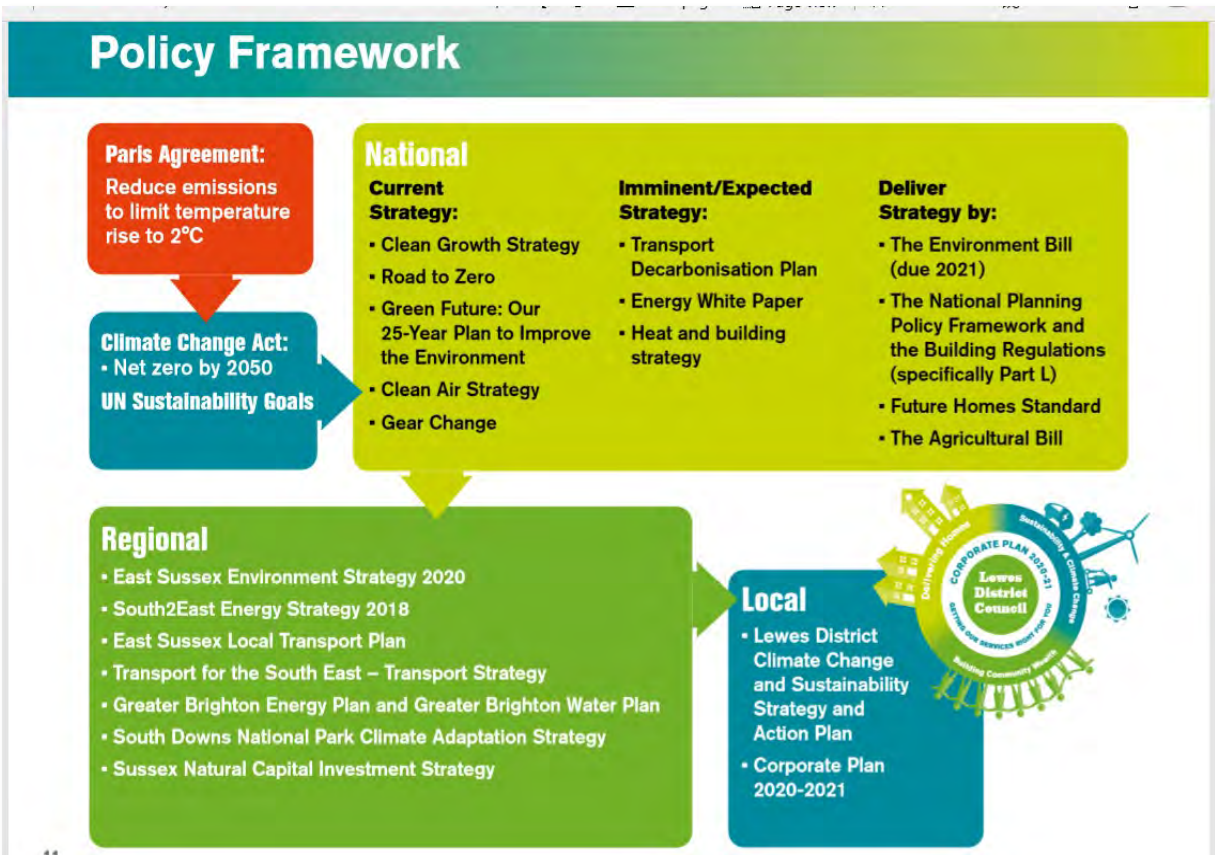 Policy Framework
Paris Agreement:
Reduce emissions
to limit temperature
rise to 2°C
Climate Change Act:
▪ Net zero by 2050
UN Sustainability Goals
National
Current
Strategy:
▪ Clean Growth Strategy
▪ Road to Zero
▪ Green Future: Our
25-Year Plan to Improve
the Environment
▪ Clean Air Strategy
▪ Gear Change
Imminent/Expected
Strategy:
▪ Transport
Decarbonisation Plan
▪ Energy White Paper
▪ Heat and building
strategy
Deliver
Strategy by:
▪ The Environment Bill
(due 2021)
▪ The National Planning
Policy Framework and
the Building Regulations
(specifically Part L)
▪ Future Homes Standard
▪ The Agricultural Bill
Regional
▪ East Sussex Environment Strategy 2020
▪ South2East Energy Strategy 2018
▪ East Sussex Local Transport Plan
▪ Transport for the South East – Transport Strategy
▪ Greater Brighton Energy Plan and Greater Brighton Water Plan
▪ South Downs National Park Climate Adaptation Strategy
▪ Sussex Natural Capital Investment Strategy
Local
▪ Lewes District
Climate Change
and Sustainability
Strategy and
Action Plan
▪ Corporate Plan
2020-2021
Delivering Homes
Sustainability & Climate Change
Building Community Wealth
CORPORATE PLAN 2020-21
GETTING OUR SERVICES RIGHT FOR YOU
Lewes
District
Council